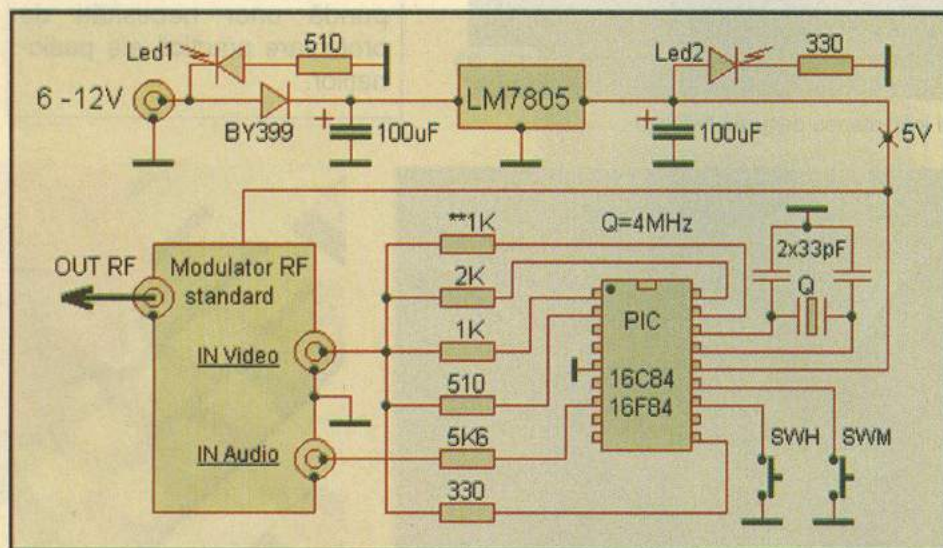 Led1
510
Led2
330
6 -12V
BY399
+
100uF
LM7805
+
100uF
5V
**1K
Q=4MHz
2x33pF
OUT RF
Modulator RF
standard
2K
Q
PIC
1K
IN Video
16C84
510
16F84
SWH
SWM
5K6
IN Audio
330